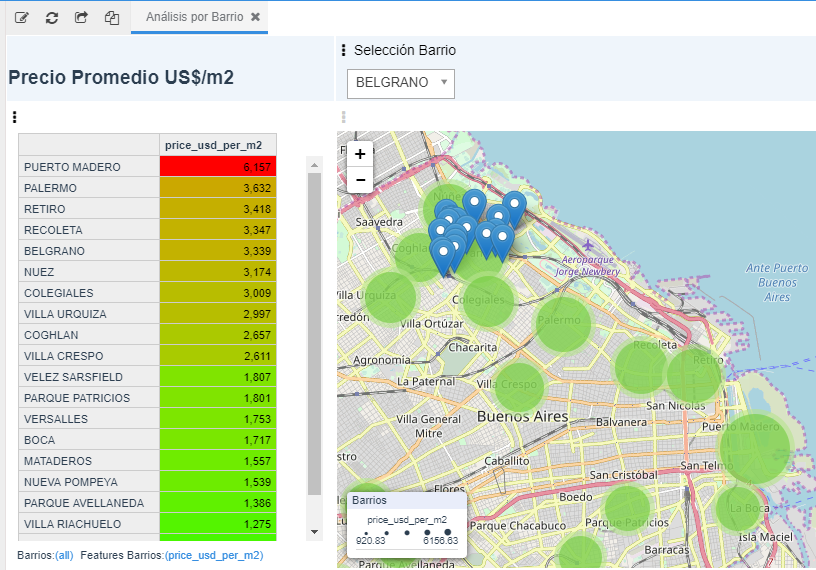 Análisis por Barrio
Precio Promedio US$/m2
Selección Barrio
BELGRANO
price_usd_per_m2
PUERTO MADERO 6,157
PALERMO 3,632
RETIRO 3,418
RECOLETA 3,347
BELGRANO 3,339
NUEZ 3,174
COLEGIALES 3,009
VILLA URQUIZA 2,997
COGHLAN 2,657
VILLA CRESPO 2,611
VELEZ SARSFIELD 1,807
PARQUE PATRICIOS 1,801
VERSALLES 1,753
BOCA 1,717
MATADEROS 1,557
NUEVA POMPEYA 1,539
PARQUE AVELLANEDA 1,386
VILLA RIACHUELO 1,275
Barrios:(all) Features Barrios:(price_usd_per_m2)
+
−
Saavedra
Coghlan
Aeroparque
Jorge Newbery
Ante Puerto
Buenos
Aires
Villa Urquiza
Colegiales
Villa Ortúzar
Palermo
Chacarita
Recoleta
Agronomía
Retiro
La Paternal
Villa Crespo
San Nicolás
Buenos Aires
Villa General
Mitre
Balvanera
Puerto Madero
Caballito
San Telmo
San Cristóbal
Flores
Boedo
La Boca
Parque Chacabuco
Parque Patricios
Isla Maciel
Barracas
Parque Avellaneda
Barrios
price_usd_per_m2
920.83 6156.63